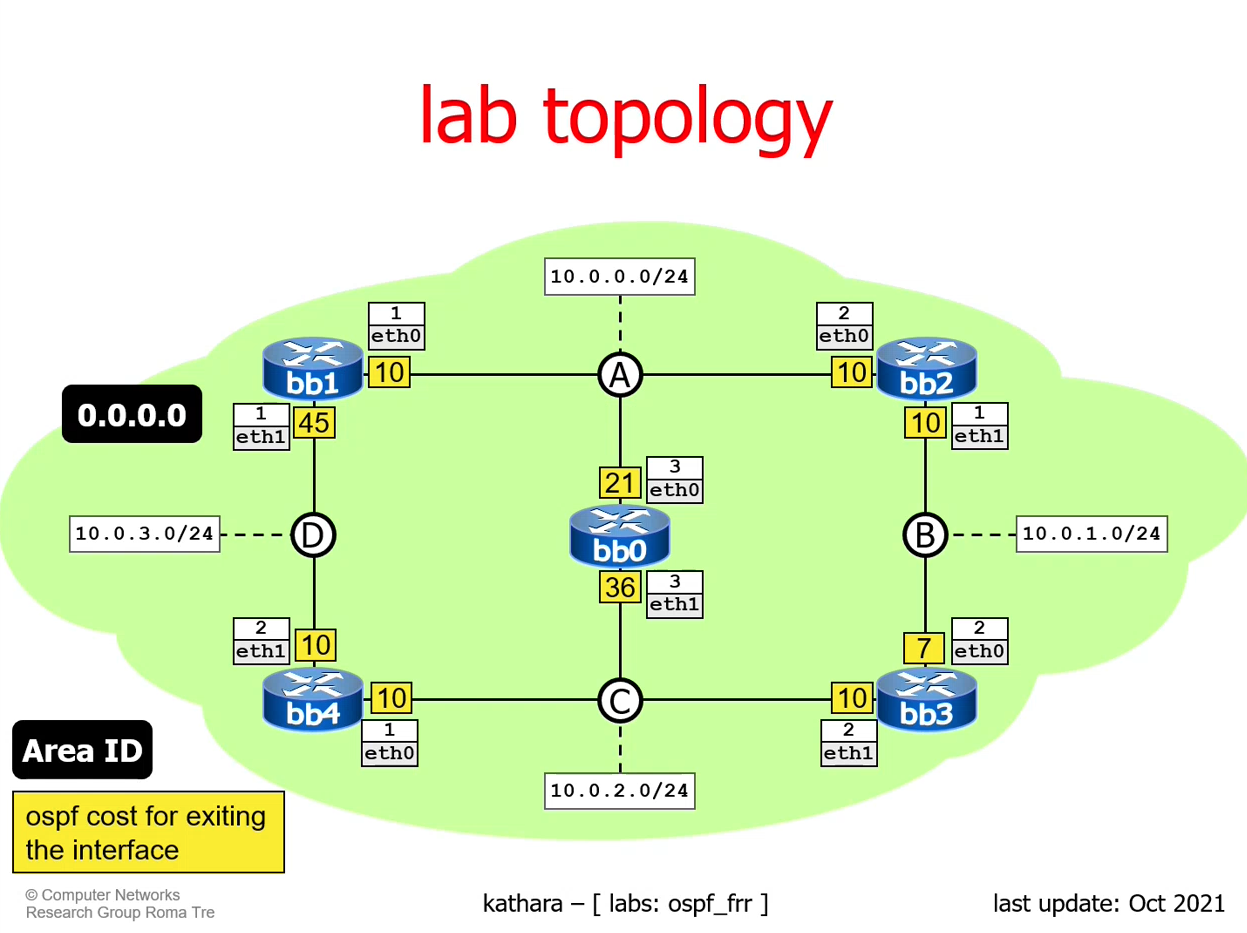 lab topology
10.0.0.0/24
1
eth0
2
eth0
bb1
10
A
10
bb2
0.0.0.0
1
eth1
45
10
1
eth1
21
3
eth0
10.0.3.0/24
D
bb0
B
10.0.1.0/24
36
3
eth1
2
eth1
10
7
2
eth0
bb4
10
C
10
bb3
1
eth0
2
eth1
Area ID
10.0.2.0/24
ospf cost for exiting
the interface
© Computer Networks
Research Group Roma Tre
kathara – [ labs: ospf_frr ]
last update: Oct 2021